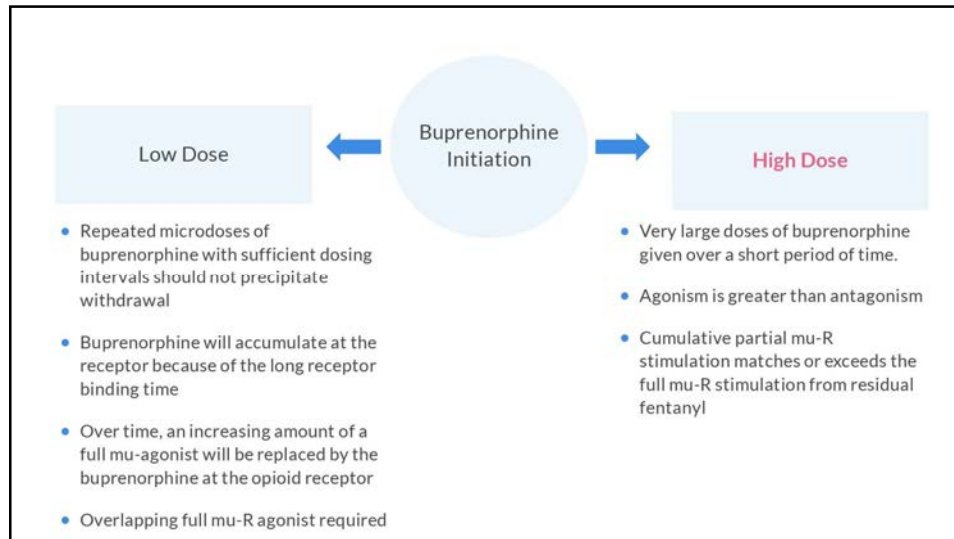 Buprenorphine
Initiation
Low Dose
• Repeated microdoses of
buprenorphine with sufficient dosing
intervals should not precipitate
withdrawal
• Buprenorphine will accumulate at the
receptor because of the long receptor
binding time
• Over time, an increasing amount of a
full mu-agonist will be replaced by the
buprenorphine at the opioid receptor
• Overlapping full mu-R agonist required
High Dose
• Very large doses of buprenorphine
given over a short period of time.
• Agonism is greater than antagonism
• Cumulative partial mu-R
stimulation matches or exceeds the
full mu-R stimulation from residual
fentanyl